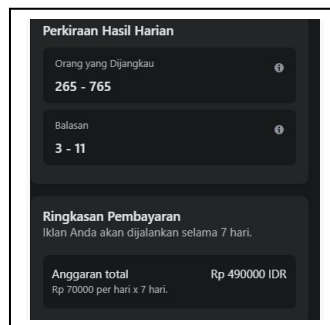 Perkiraan Hasil Harian
Orang yang Dijangkau
265 - 765
Balasan
3 - 11
Ringkasan Pembayaran
Iklan Anda akan dijalankan selama 7 hari.
Anggaran total Rp 490000 IDR
Rp 70000 per hari x 7 hari.